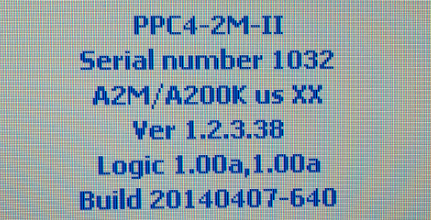 PPC4-2M-II
Serial number 1032
A2M/A200K us XX
Ver 1.2.3.38
Logic 1.00a,1.00a
Build 20140407-640